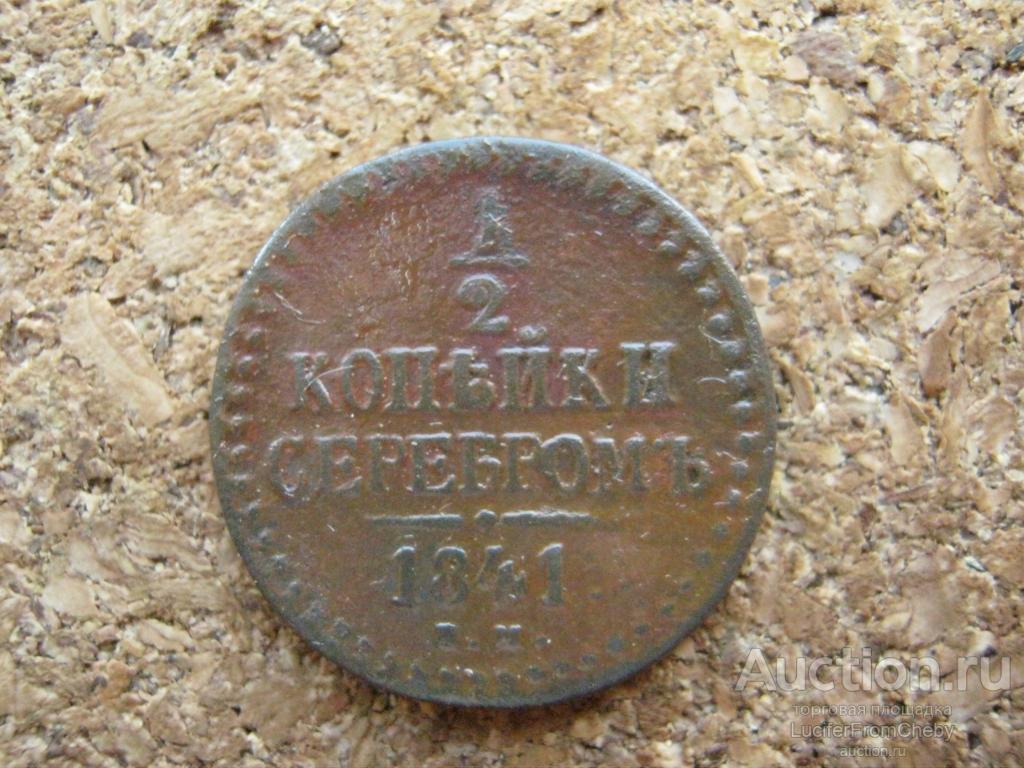 1
2
КОПѢЙКИ
СЕРЕБРОМЪ
1841.
Auction.ru
торговая площадка
LuciferFromCheby
auction.ru